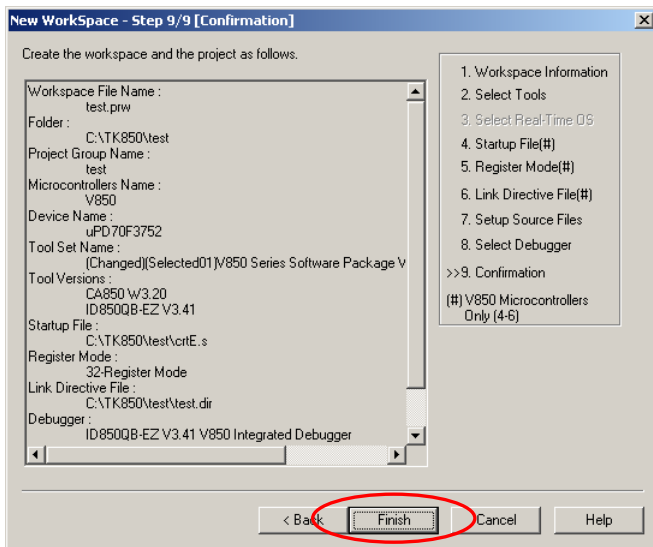 New WorkSpace - Step 9/9 [Confirmation]
Create the workspace and the project as follows.
Workspace File Name :
test.prw
Folder :
C:\TK850\test
Project Group Name :
test
Microcontrollers Name :
V850
Device Name :
uPD70F3752
Tool Set Name :
(Changed)(Selected01)V850 Series Software Package V
Tool Versions :
CA850 W3.20
ID850QB-EZ V3.41
Startup File :
C:\TK850\test\crtE.s
Register Mode :
32-Register Mode
Link Directive File :
C:\TK850\test\test.dir
Debugger :
ID850QB-EZ V3.41 V850 Integrated Debugger
1. Workspace Information
2. Select Tools
3. Select Real-Time OS
4. Startup File(#)
5. Register Mode(#)
6. Link Directive File(#)
7. Setup Source Files
8. Select Debugger
>>9. Confirmation
(#) V850 Microcontrollers
Only (4-6)
< Back Finish Cancel Help